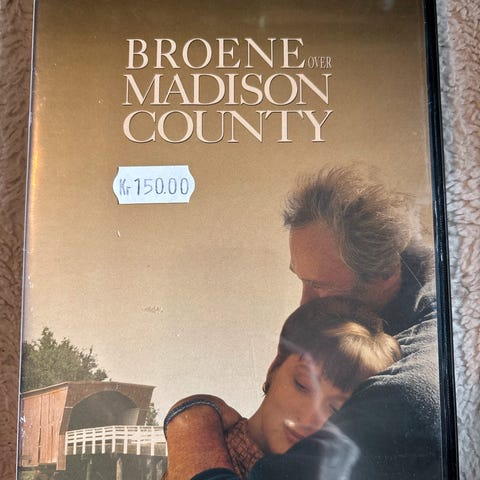 BROENE OVER
MADISON
COUNTY
Kr 150.00